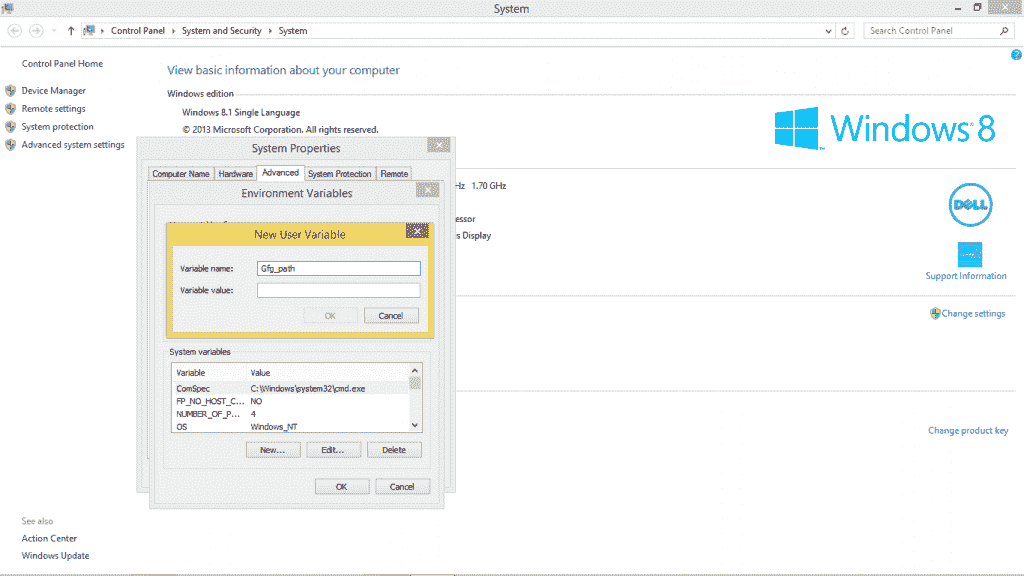 System
Control Panel ▸ System and Security ▸ System
Search Control Panel
Control Panel Home
Device Manager
Remote settings
System protection
Advanced system settings
View basic information about your computer
Windows edition
Windows 8.1 Single Language
© 2013 Microsoft Corporation. All rights reserved.
Windows 8
System Properties
Computer Name
Hardware
Advanced
System Protection
Remote
Environment Variables
Hz 1.70 GHz
essor
s Display
DELL
Support Information
Change settings
New User Variable
Variable name:
Gfg_path
Variable value:
OK
Cancel
System variables
Variable Value
ComSpec C:\Windows\system32\cmd.exe
FP_NO_HOST_C... NO
NUMBER_OF_P... 4
OS Windows_NT
New...
Edit...
Delete
OK
Cancel
Change product key
See also
Action Center
Windows Update